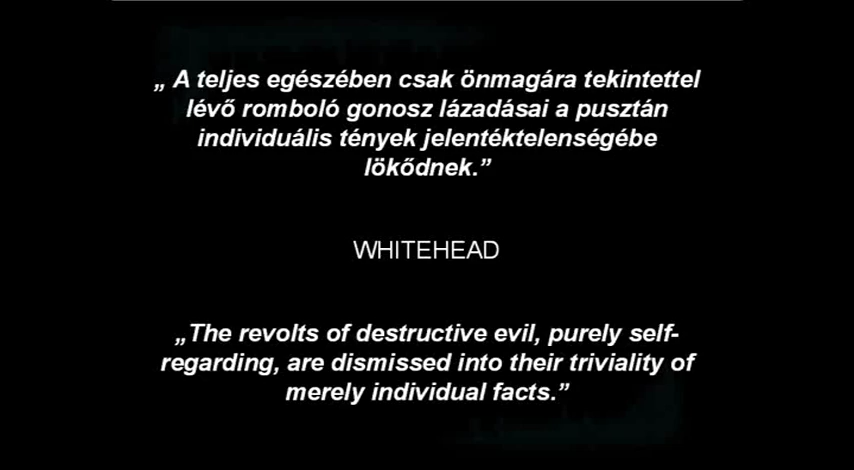 „ A teljes egészében csak önmagára tekintettel
lévő romboló gonosz lázadásai a pusztán
individuális tények jelentéktelenségébe
lökődnek.”
WHITEHEAD
„The revolts of destructive evil, purely self-
regarding, are dismissed into their triviality of
merely individual facts.”